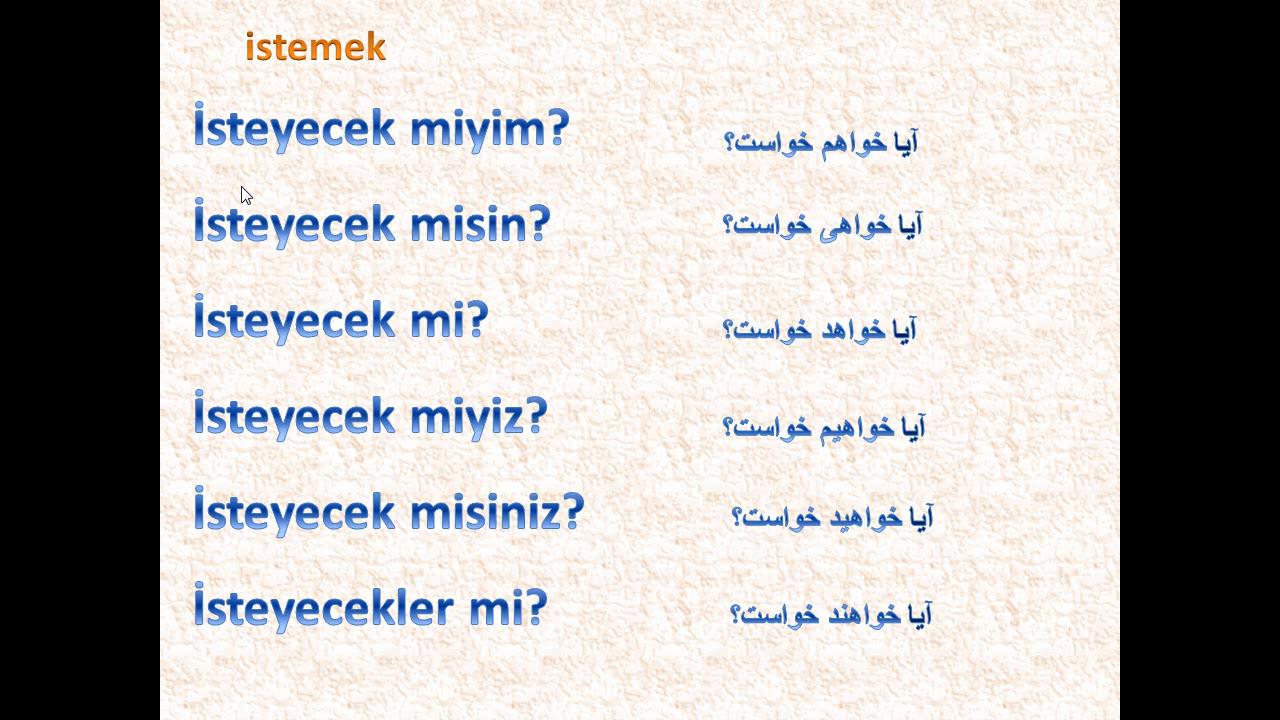 istemek
İsteyecek miyim?
آیا خواهم خواست؟
İsteyecek misin?
آیا خواهی خواست؟
İsteyecek mi?
آیا خواهد خواست؟
İsteyecek miyiz?
آیا خواهیم خواست؟
İsteyecek misiniz?
آیا خواهید خواست؟
İsteyecekler mi?
آیا خواهند خواست؟